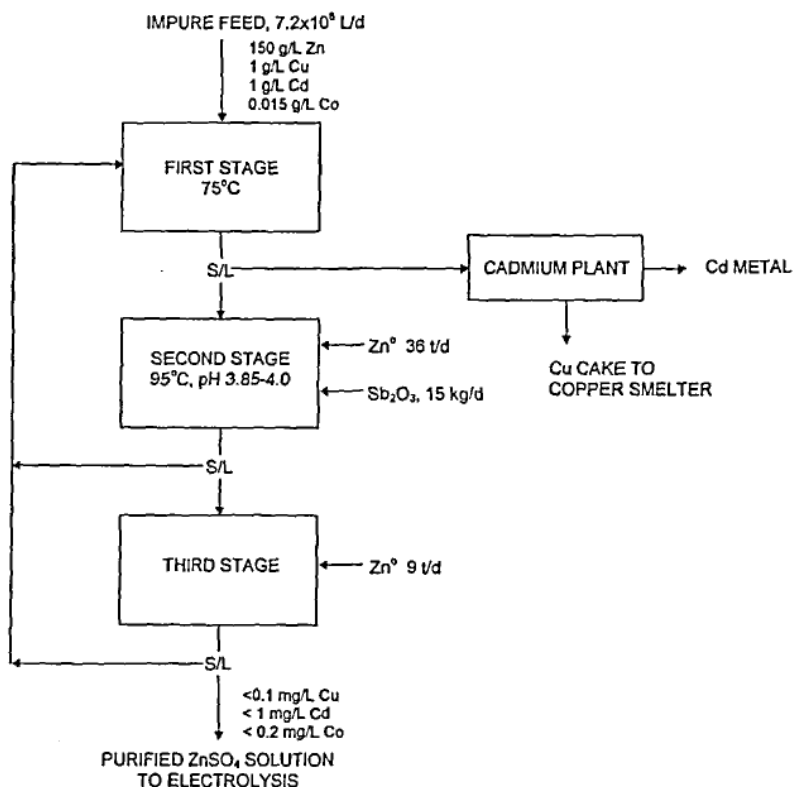 IMPURE FEED, 7.2x10⁶ L/d
150 g/L Zn
1 g/L Cu
1 g/L Cd
0.015 g/L Co
FIRST STAGE
75°C
S/L
CADMIUM PLANT
Cd METAL
Cu CAKE TO
COPPER SMELTER
SECOND STAGE
95°C, pH 3.85-4.0
Zn° 36 t/d
Sb₂O₃, 15 kg/d
S/L
THIRD STAGE
Zn° 9 t/d
S/L
<0.1 mg/L Cu
< 1 mg/L Cd
< 0.2 mg/L Co
PURIFIED ZnSO₄ SOLUTION
TO ELECTROLYSIS